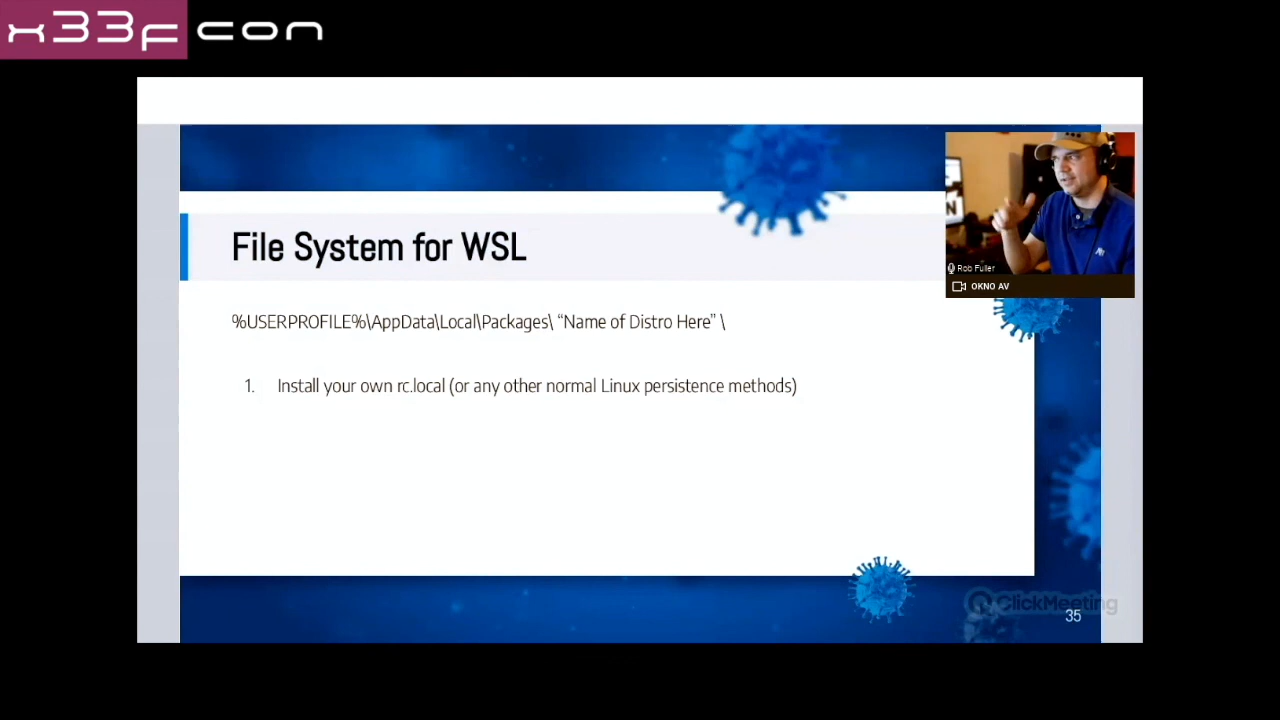 x33fcon
File System for WSL
Rob Fuller
OKNO AV
%USERPROFILE%\AppData\Local\Packages\ “Name of Distro Here” \
1. Install your own rc.local (or any other normal Linux persistence methods)
ClickMeeting
35